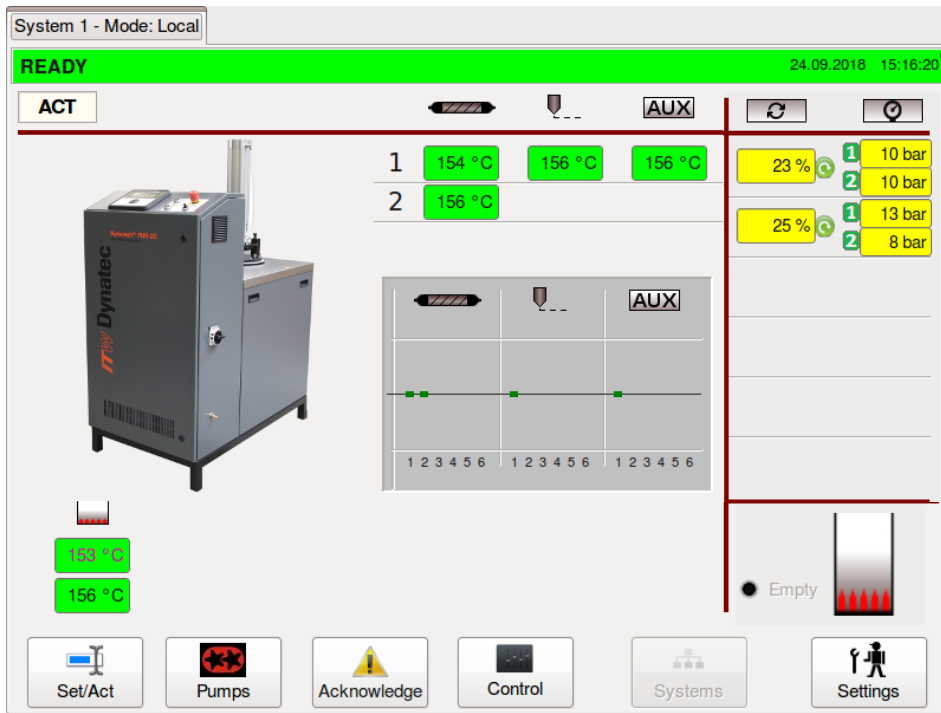 System 1 - Mode: Local
READY 24.09.2018 15:16:20
ACT AUX
1 154 °C 156 °C 156 °C 23 % 1 10 bar
2 10 bar
2 156 °C
25 % 1 13 bar
2 8 bar
ITW Dynatec
AUX
1 2 3 4 5 6 1 2 3 4 5 6 1 2 3 4 5 6
153 °C
156 °C
Empty
Set/Act Pumps Acknowledge Control Systems Settings